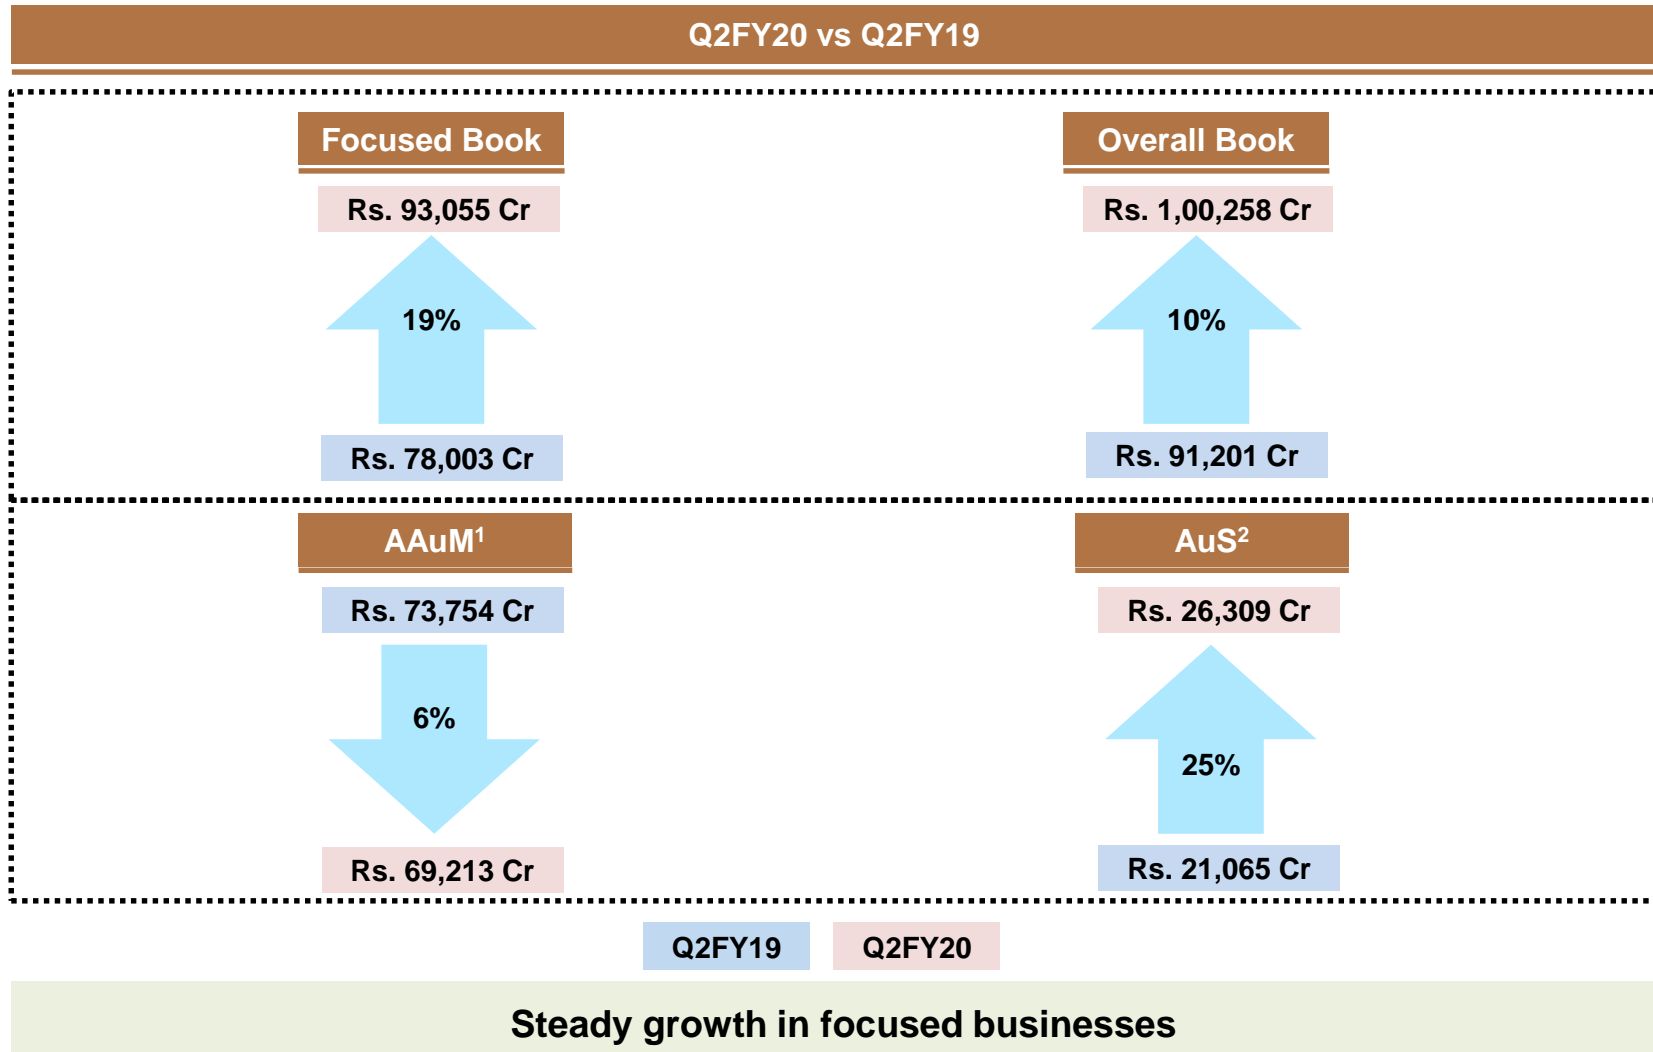 Q2FY20 vs Q2FY19
Focused Book
Rs. 93,055 Cr
19%
Rs. 78,003 Cr
Overall Book
Rs. 1,00,258 Cr
10%
Rs. 91,201 Cr
AAuM¹
Rs. 73,754 Cr
6%
Rs. 69,213 Cr
AuS²
Rs. 26,309 Cr
25%
Rs. 21,065 Cr
Q2FY19
Q2FY20
Steady growth in focused businesses